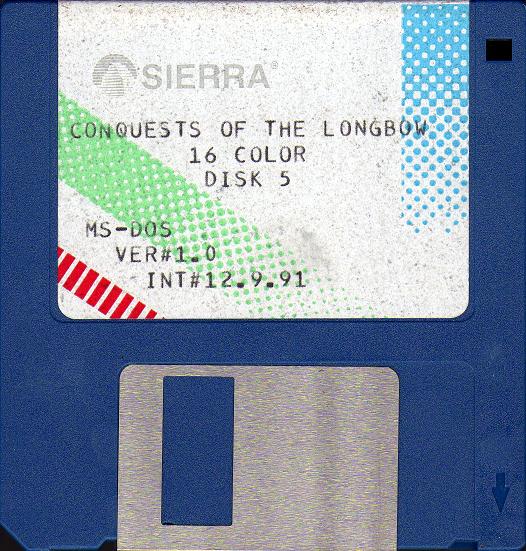 SIERRA®
CONQUESTS OF THE LONGBOW
16 COLOR
DISK 5
MS-DOS
VER#1.0
INT#12.9.91